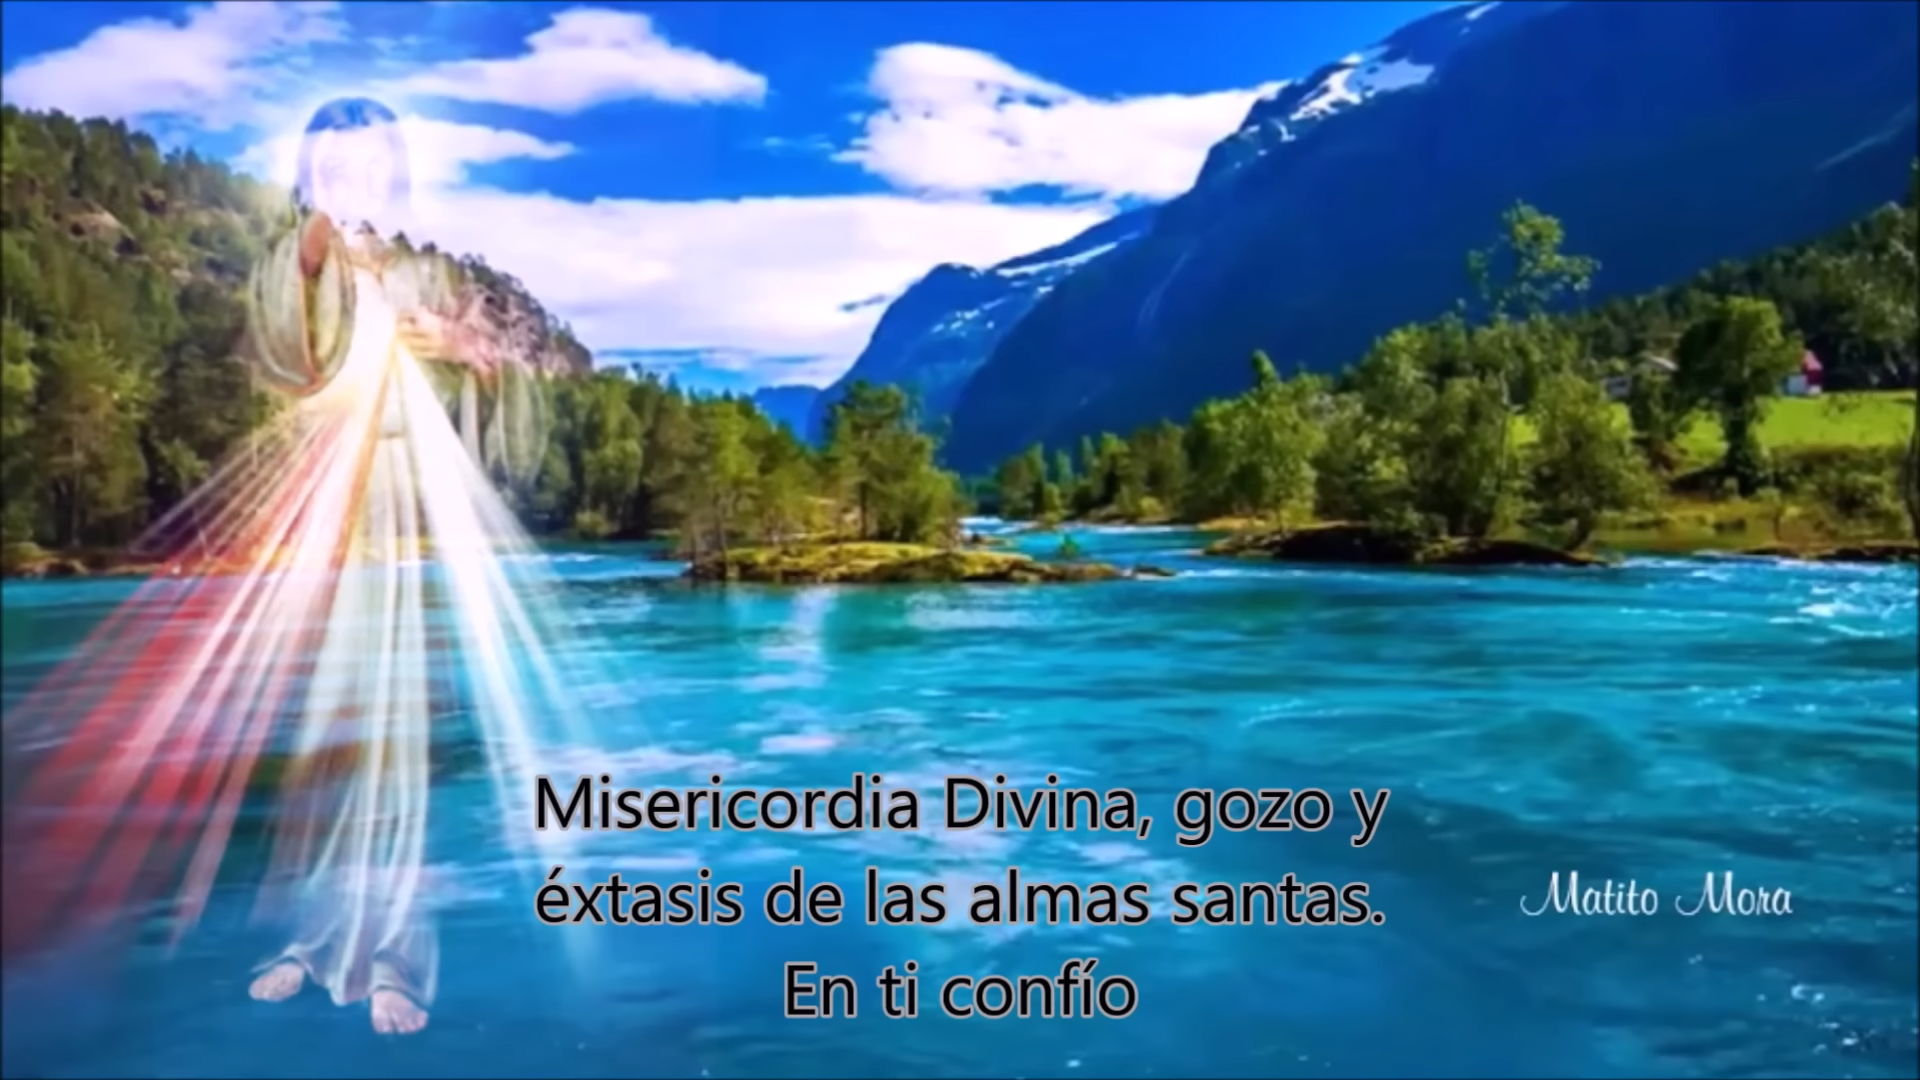 Misericordia Divina, gozo y
éxtasis de las almas santas.
En ti confío
Matito Mora